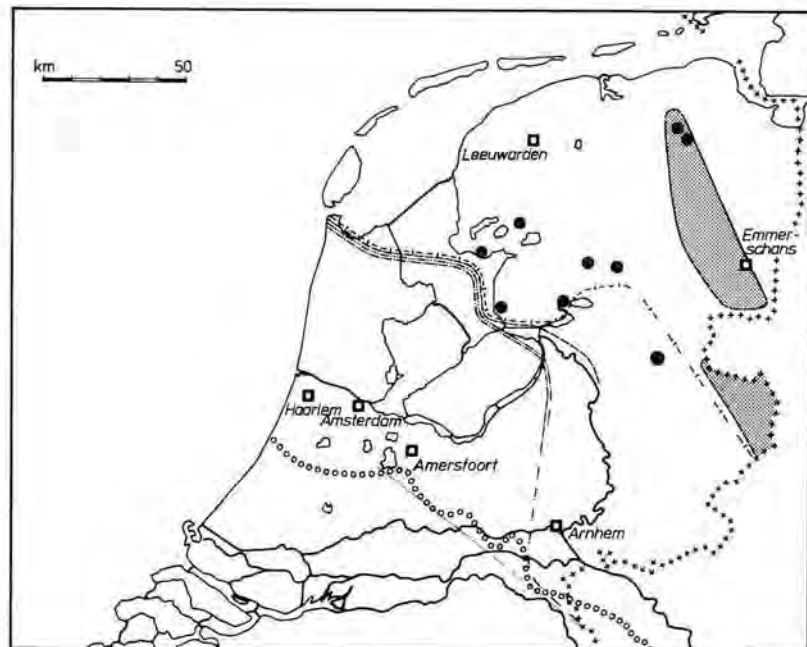 km 50
Leeuwarden
Emmer-
schans
Haarlem
Amsterdam
Amersfoort
Arnhem